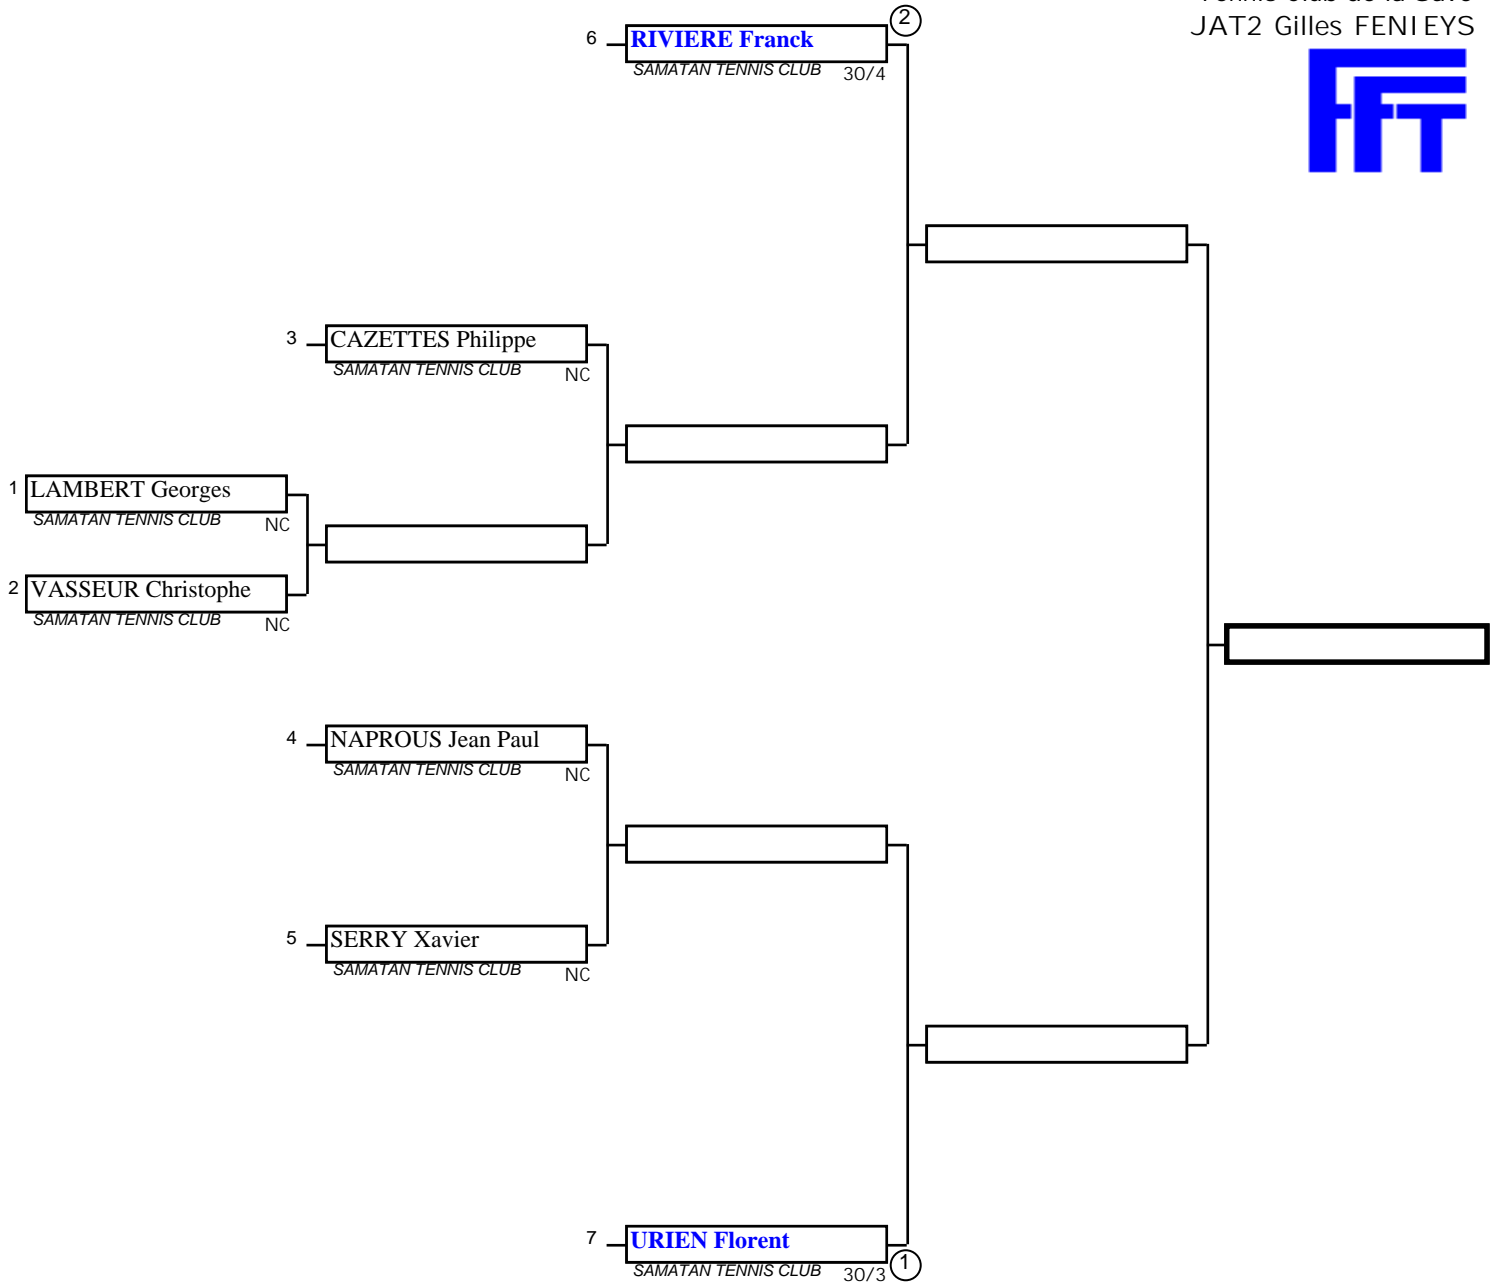 JAT2 Gilles FENIEYS
FFT
2
6 RIVIERE Franck
SAMATAN TENNIS CLUB 30/4
3 CAZETTES Philippe
SAMATAN TENNIS CLUB NC
1 LAMBERT Georges
SAMATAN TENNIS CLUB NC
2 VASSEUR Christophe
SAMATAN TENNIS CLUB NC
4 NAPROUS Jean Paul
SAMATAN TENNIS CLUB NC
5 SERRY Xavier
SAMATAN TENNIS CLUB NC
7 URIEN Florent
SAMATAN TENNIS CLUB 30/3
1